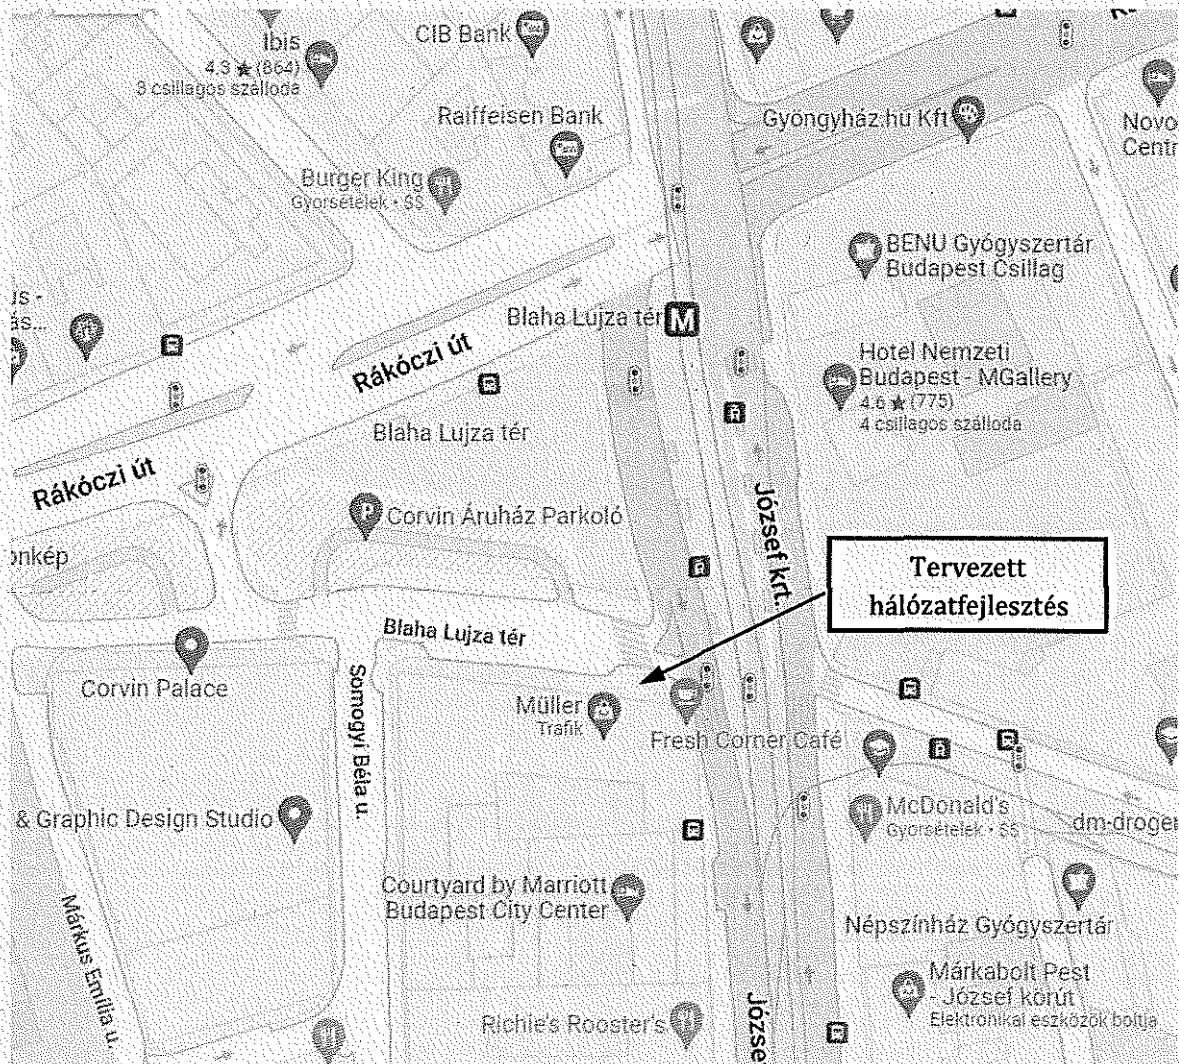 Ibis
4.3 ★ (864)
3 csillagos szálloda
CIB Bank
Raiffeisen Bank
Gyöngyház.hu Kft
Burger King
Gyorsételek • $$
BENU Gyógyszertár
Budapest Csillag
Blaha Lujza tér
M
Hotel Nemzeti
Budapest - MGallery
4.6 ★ (775)
4 csillagos szálloda
Rákóczi út
Blaha Lujza tér
Rákóczi út
P
Corvin Áruház Parkoló
József krt.
Tervezett
hálózatfejlesztés
Blaha Lujza tér
Corvin Palace
Somogyi Béla u.
Müller
Trafik
Fresh Corner Café
& Graphic Design Studio
McDonald's
Gyorsételek • $$
dm-droger
Courtyard by Marriott
Budapest City Center
Márkus Emília u.
Népszínház Gyógyszertár
Márkabolt Pest
- József körút
Elektronikai eszközök boltja
Richie's Rooster's
Józse